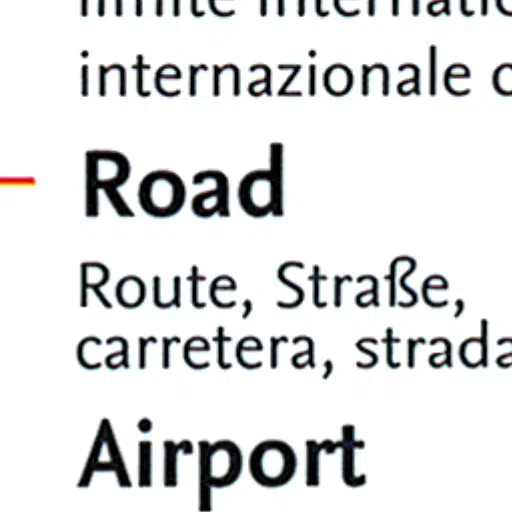 internazionale
Road
Route, Straße,
carretera, strada
Airport